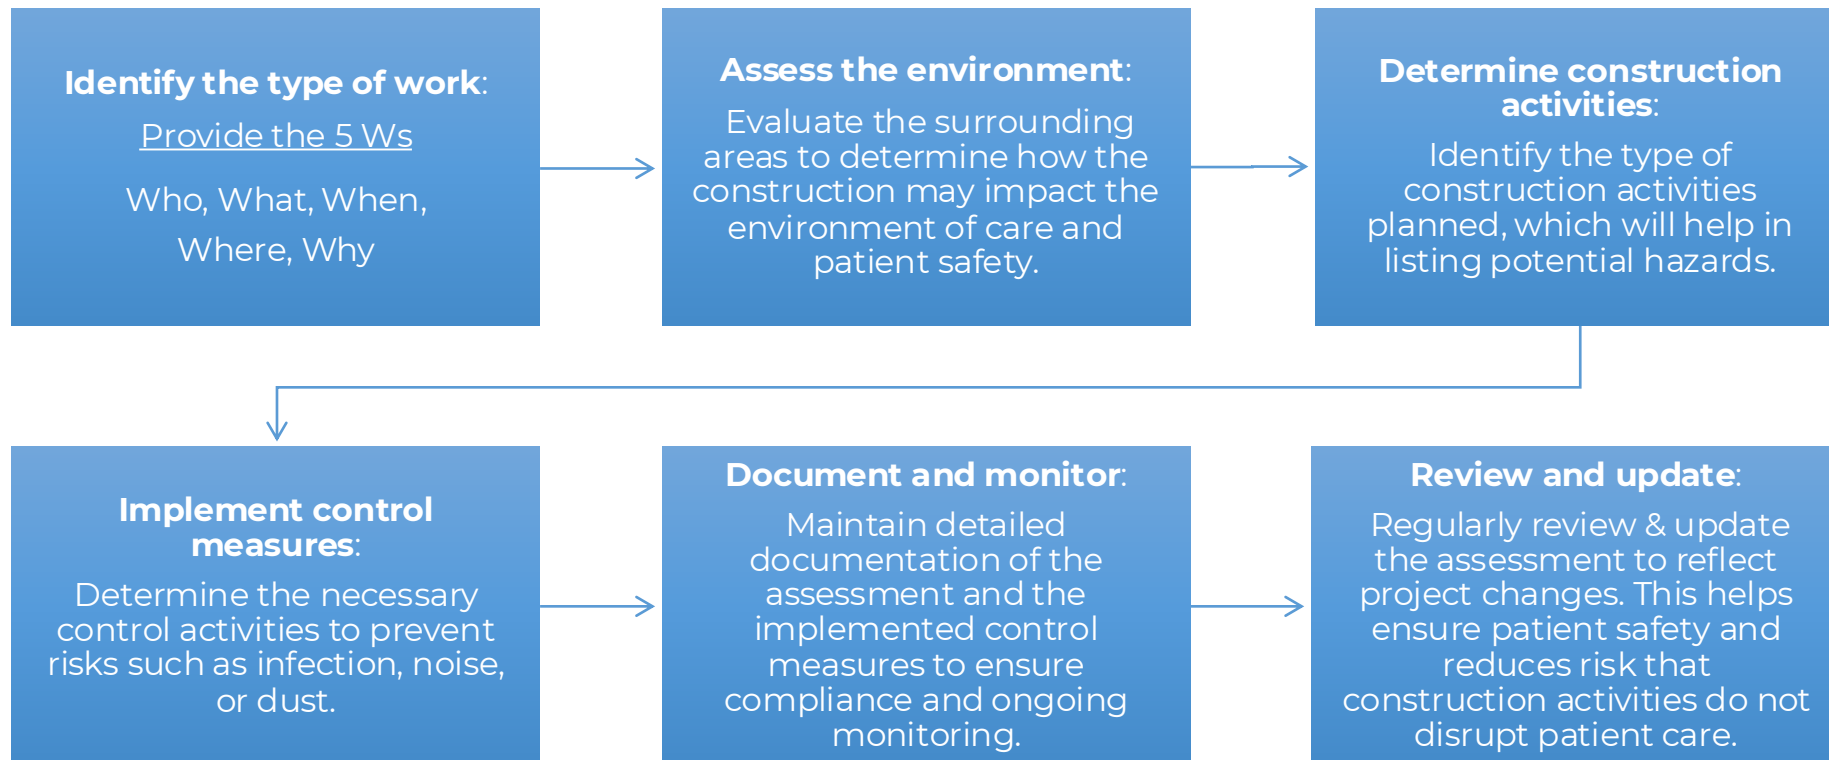 Identify the type of work:
Provide the 5 Ws
Who, What, When,
Where, Why
Assess the environment:
Evaluate the surrounding
areas to determine how the
construction may impact the
environment of care and
patient safety.
Determine construction
activities:
Identify the type of
construction activities
planned, which will help in
listing potential hazards.
Implement control
measures:
Determine the necessary
control activities to prevent
risks such as infection, noise,
or dust.
Document and monitor:
Maintain detailed
documentation of the
assessment and the
implemented control
measures to ensure
compliance and ongoing
monitoring.
Review and update:
Regularly review & update
the assessment to reflect
project changes. This helps
ensure patient safety and
reduces risk that
construction activities do not
disrupt patient care.